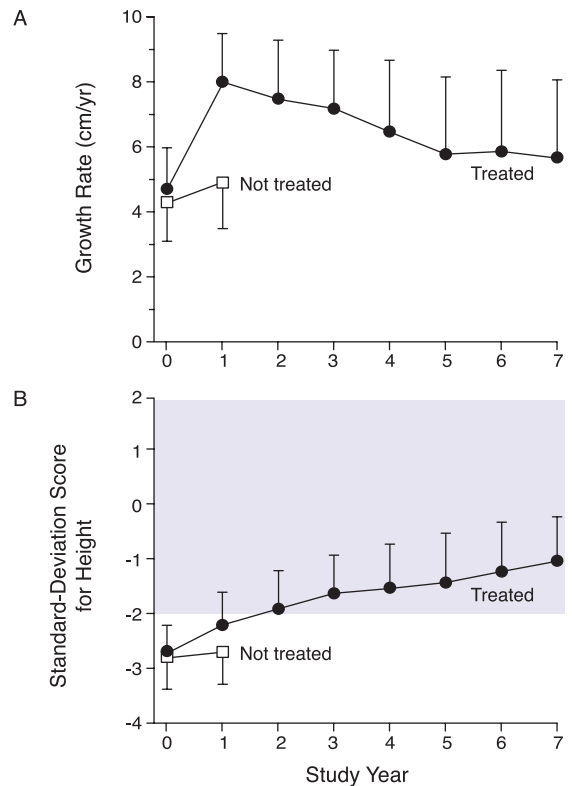 A
10
8
6
4
2
0
Growth Rate (cm/yr)
Not treated
Treated
0 1 2 3 4 5 6 7
B
2
1
0
-1
-2
-3
-4
Standard-Deviation Score
for Height
Treated
Not treated
0 1 2 3 4 5 6 7
Study Year